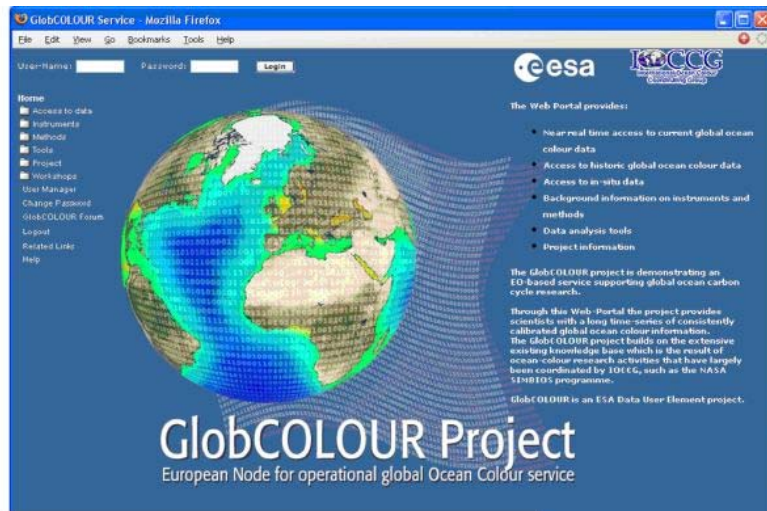 GlobCOLOUR Service - Mozilla Firefox
File Edit View Go Bookmarks Tools Help
User-Name: Password: Login
esa
IOCCG
International Ocean Colour
Coordinating Group
Home
Access to data
Instruments
Methods
Tools
Project
Workshops
User Manager
Change Password
GlobCOLOUR Forum
Logout
Related Links
Help
The Web Portal provides:
Near real time access to current global ocean
colour data
Access to historic global ocean colour data
Access to in-situ data
Background information on instruments and
methods
Data analysis tools
Project information
The GlobCOLOUR project is demonstrating an
EO-based service supporting global ocean carbon
cycle research.
Through this Web-Portal the project provides
scientists with a long time-series of consistently
calibrated global ocean colour information.
The GlobCOLOUR project builds on the extensive
existing knowledge base which is the result of
ocean-colour research activities that have largely
been coordinated by IOCCG, such as the NASA
SIMBIOS programme.
GlobCOLOUR is an ESA Data User Element project.
GlobCOLOUR Project
European Node for operational global Ocean Colour service